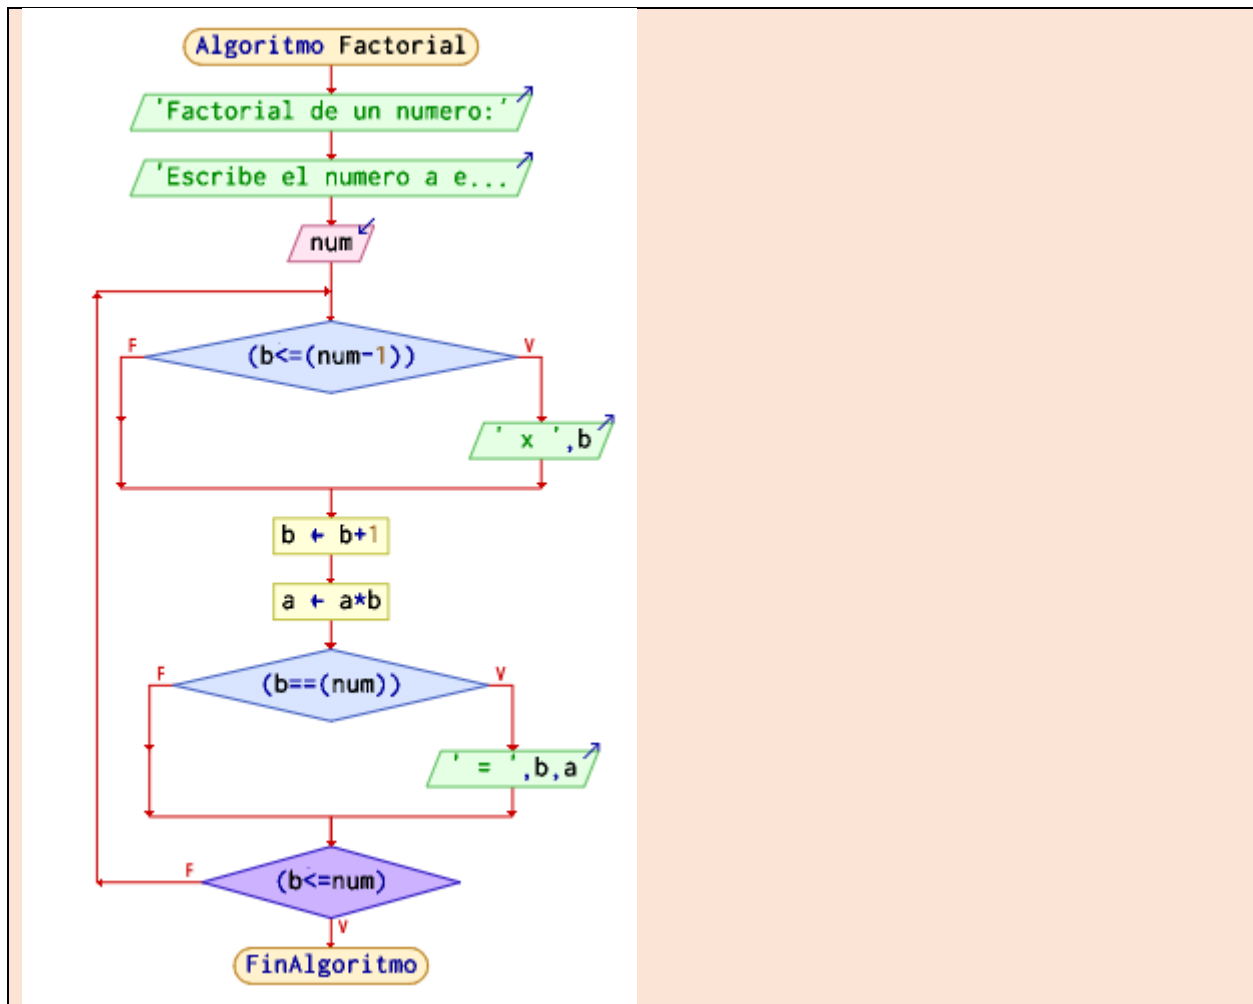 Algoritmo Factorial
'Factorial de un numero:'
'Escribe el numero a e...
num
(b<=(num-1))
F
V
' x ',b
b ← b+1
a ← a*b
(b==(num))
F
V
' = ',b,a
(b<=num)
F
V
FinAlgoritmo